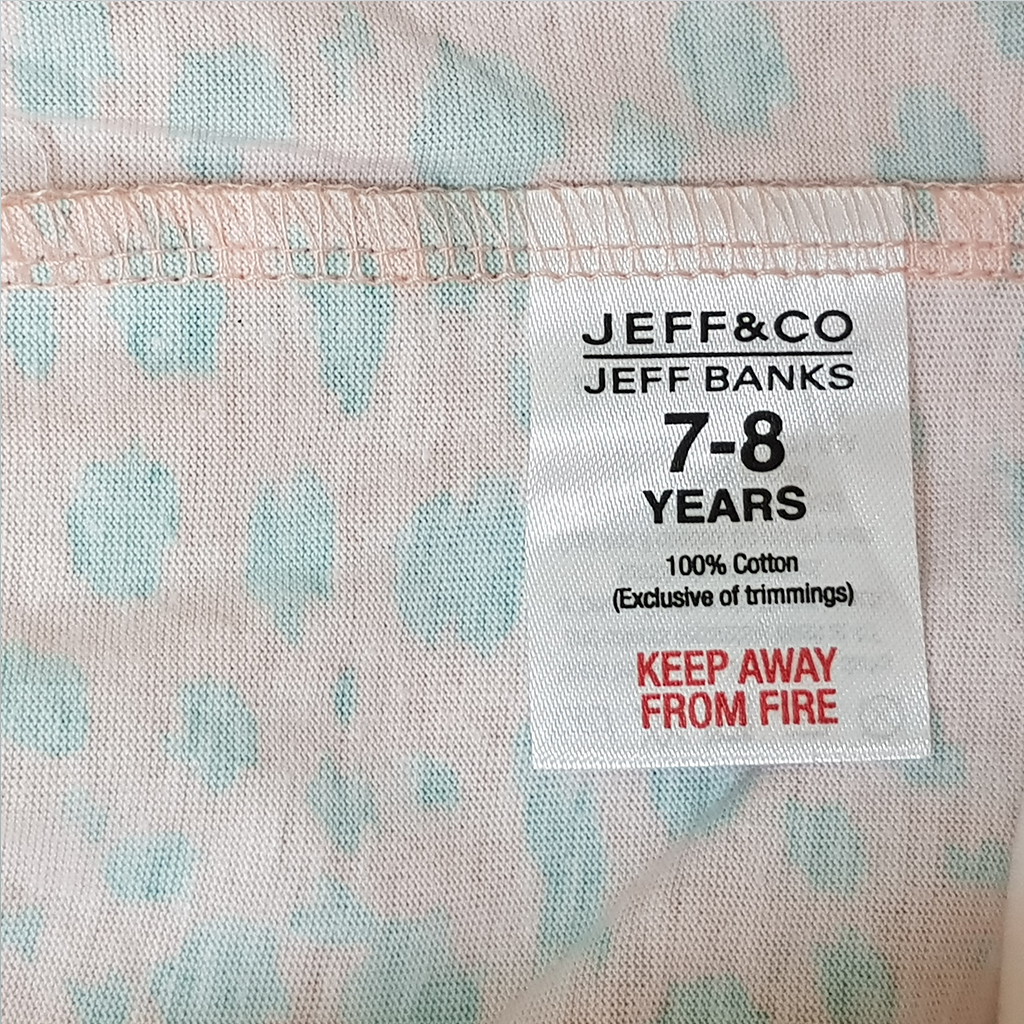 JEFF&CO
JEFF BANKS
7-8
YEARS
100% Cotton
(Exclusive of trimmings)
KEEP AWAY
FROM FIRE